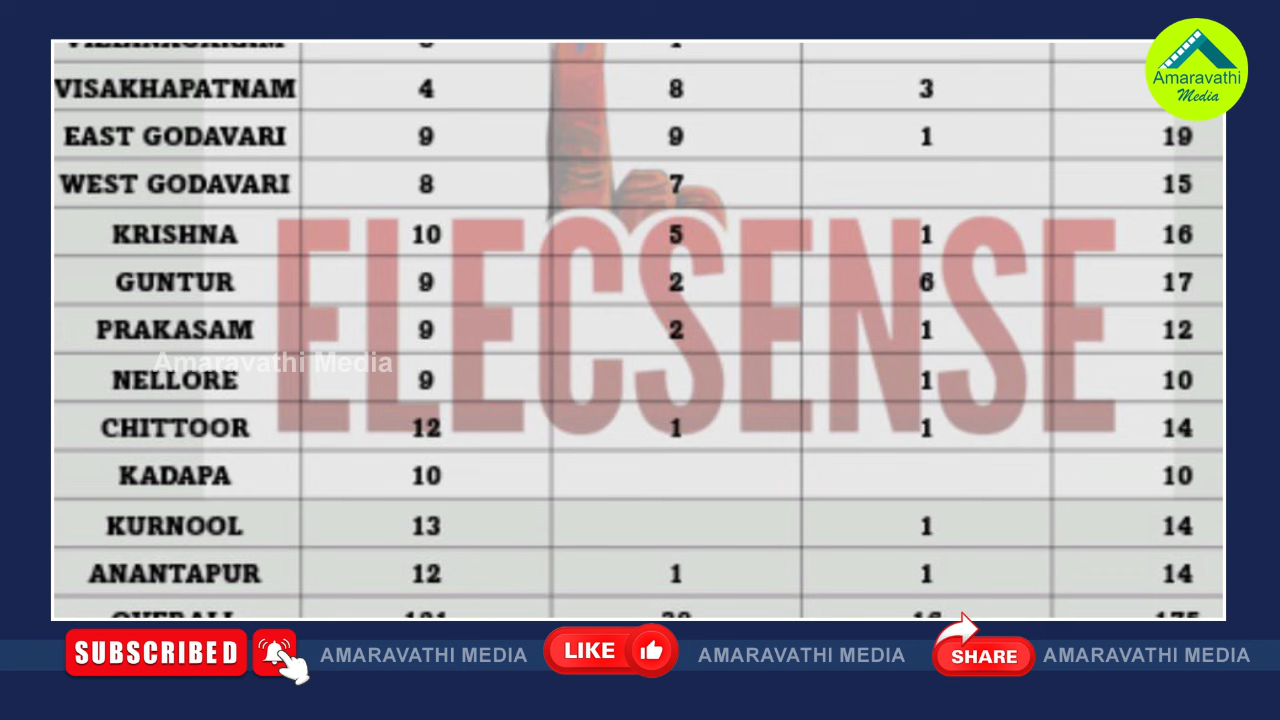 Amaravathi
Media
VISAKHAPATNAM 4 8 3
EAST GODAVARI 9 9 1 19
WEST GODAVARI 8 7 15
KRISHNA 10 5 1 16
GUNTUR 9 2 6 17
PRAKASAM 9 2 1 12
NELLORE 9 1 10
CHITTOOR 12 1 1 14
KADAPA 10 10
KURNOOL 13 1 14
ANANTAPUR 12 1 1 14
ELECSENSE
Amaravathi Media
SUBSCRIBED AMARAVATHI MEDIA LIKE AMARAVATHI MEDIA SHARE AMARAVATHI MEDIA